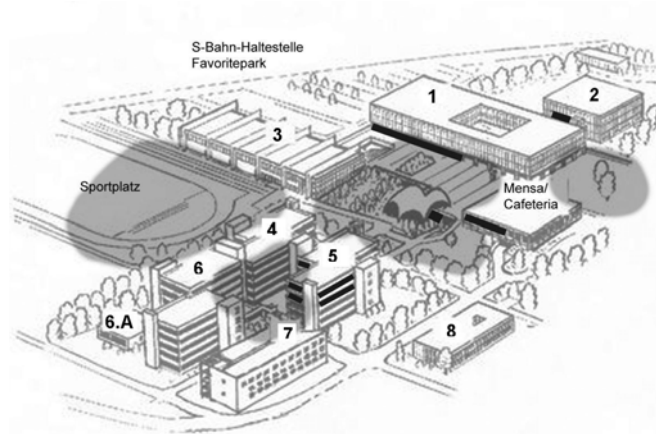 S-Bahn-Haltestelle
Favoritepark
1
2
3
Sportplatz
Mensa/
Cafeteria
4
5
6
6.A
7
8